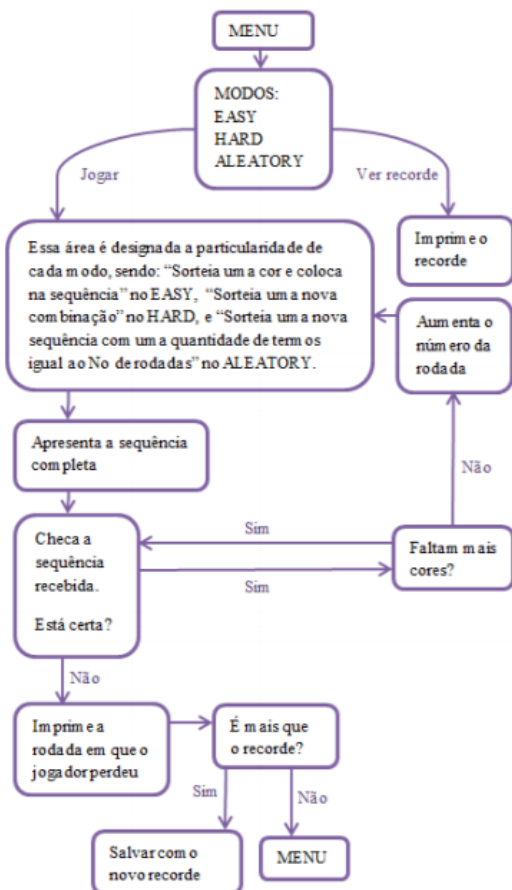 MENU
MODOS:
EASY
HARD
ALEATORY
Jogar
Ver recorde
Essa área é designada a particularidade de
cada modo, sendo: “Sorteia uma cor e coloca
na sequência” no EASY, “Sorteia uma nova
combinação” no HARD, e “Sorteia uma nova
sequência com uma quantidade de termos
igual ao No de rodadas” no ALEATORY.
Imprime o
recorde
Aumenta o
número da
rodada
Apresenta a sequência
completa
Não
Checa a
sequência
recebida.
Está certa?
Sim
Sim
Faltam mais
cores?
Não
Imprime a
rodada em que o
jogador perdeu
É mais que
o recorde?
Sim
Não
Salvar com o
novo recorde
MENU